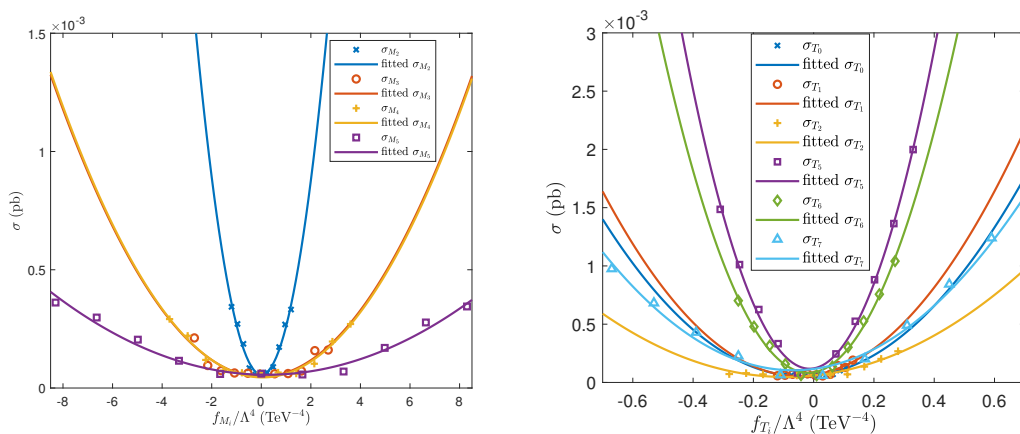 ×10⁻³
1.5
1
0.5
0
σ (pb)
σ_M₂
fitted σ_M₂
σ_M₃
fitted σ_M₃
σ_M₄
fitted σ_M₄
σ_M₅
fitted σ_M₅
-8 -6 -4 -2 0 2 4 6 8
f_Mᵢ/Λ⁴ (TeV⁻⁴)
×10⁻³
3
2.5
2
1.5
1
0.5
0
σ (pb)
σ_T₀
fitted σ_T₀
σ_T₁
fitted σ_T₁
σ_T₂
fitted σ_T₂
σ_T₅
fitted σ_T₅
σ_T₆
fitted σ_T₆
σ_T₇
fitted σ_T₇
-0.6 -0.4 -0.2 0 0.2 0.4 0.6
f_Tᵢ/Λ⁴ (TeV⁻⁴)